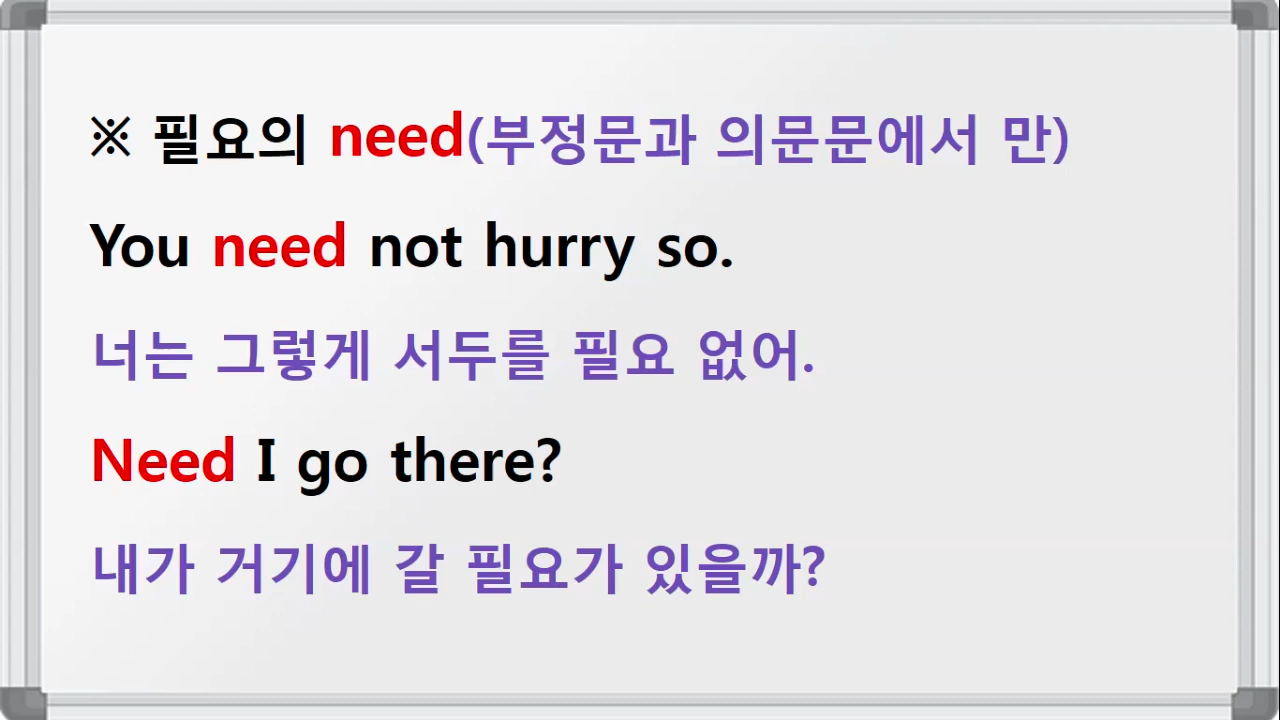 ※ 필요의 need(부정문과 의문문에서 만)
You need not hurry so.
너는 그렇게 서두를 필요 없어.
Need I go there?
내가 거기에 갈 필요가 있을까?